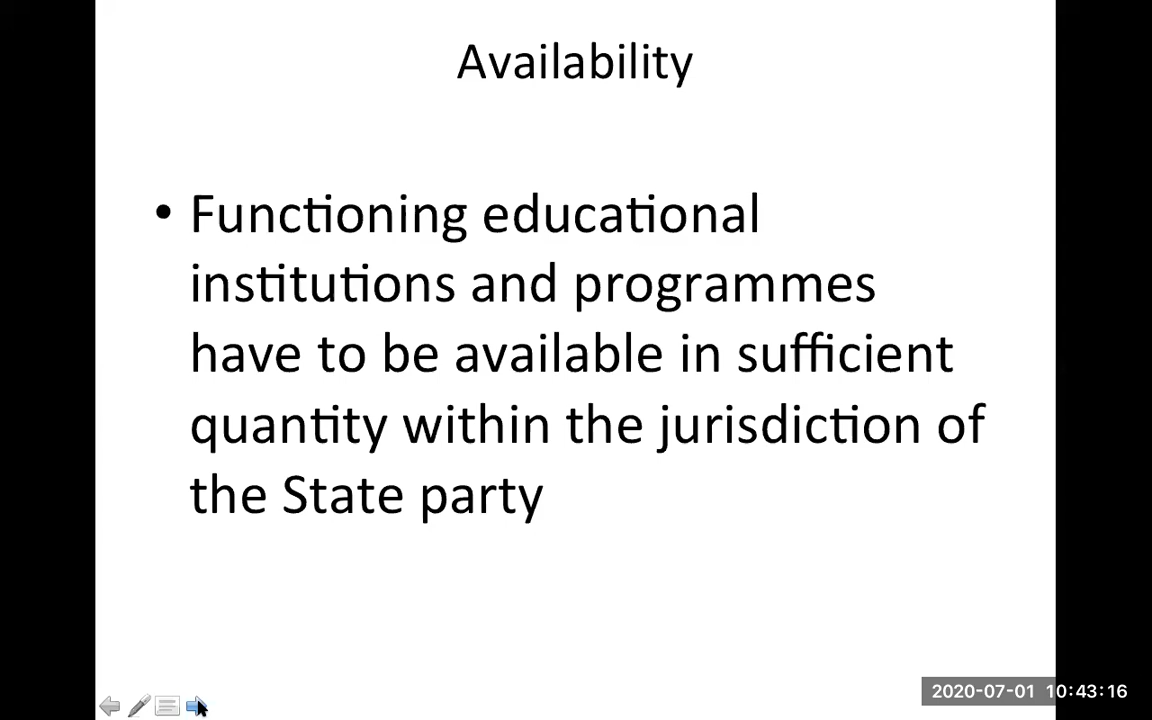 Availability
• Functioning educational
institutions and programmes
have to be available in sufficient
quantity within the jurisdiction of
the State party
2020-07-01 10:43:16